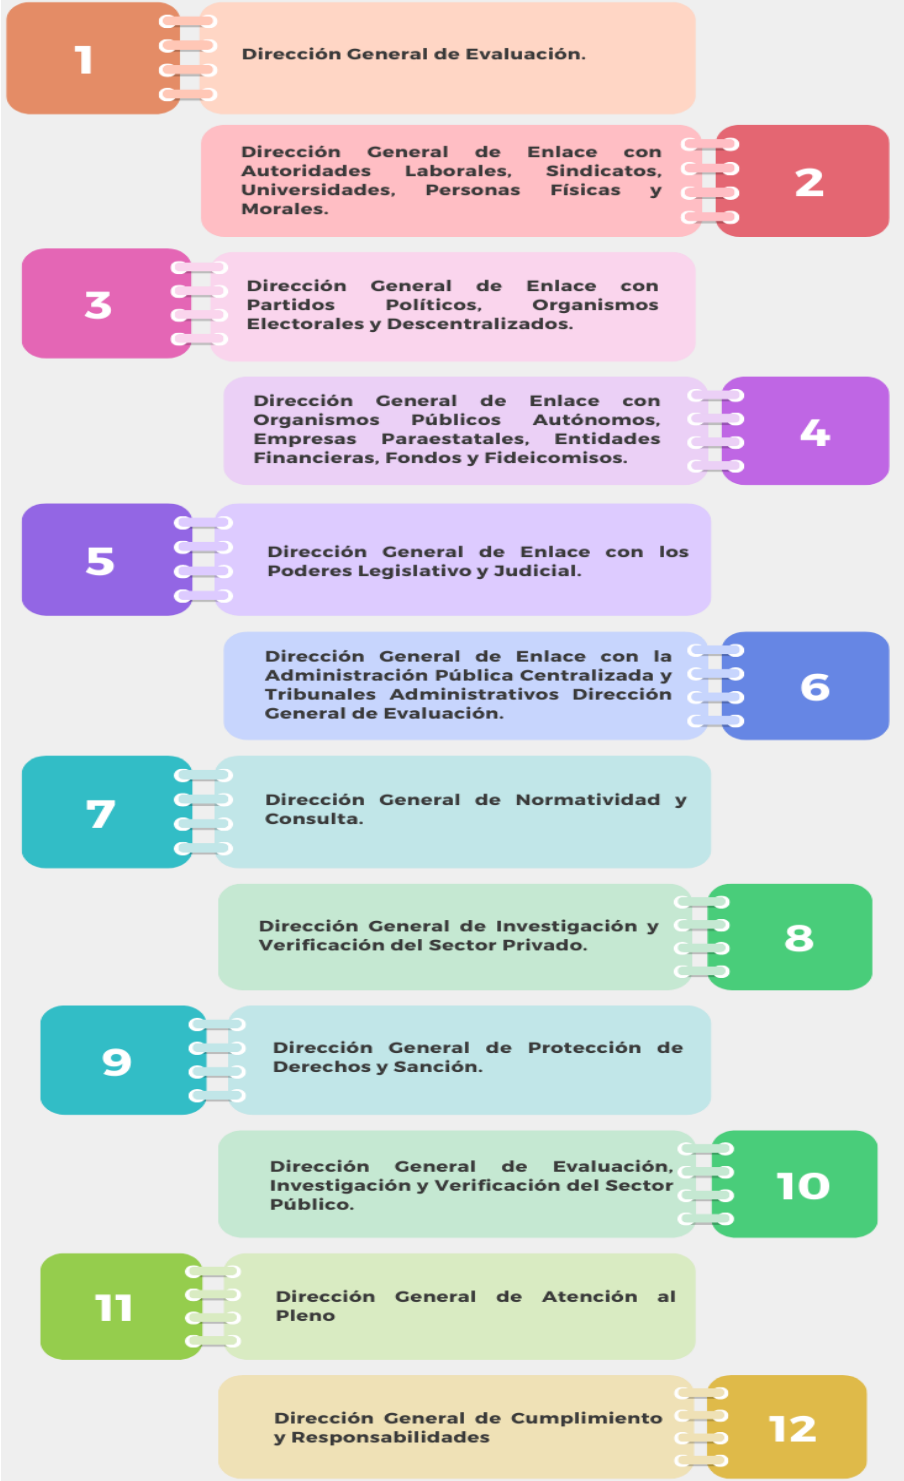 1
Dirección General de Evaluación.
Dirección General de Enlace con
Autoridades Laborales, Sindicatos,
Universidades, Personas Físicas y
Morales.
2
3
Dirección General de Enlace con
Partidos Políticos, Organismos
Electorales y Descentralizados.
Dirección General de Enlace con
Organismos Públicos Autónomos,
Empresas Paraestatales, Entidades
Financieras, Fondos y Fideicomisos.
4
5
Dirección General de Enlace con los
Poderes Legislativo y Judicial.
Dirección General de Enlace con la
Administración Pública Centralizada y
Tribunales Administrativos Dirección
General de Evaluación.
6
7
Dirección General de Normatividad y
Consulta.
Dirección General de Investigación y
Verificación del Sector Privado.
8
9
Dirección General de Protección de
Derechos y Sanción.
Dirección General de Evaluación,
Investigación y Verificación del Sector
Público.
10
11
Dirección General de Atención al
Pleno
Dirección General de Cumplimiento
y Responsabilidades
12